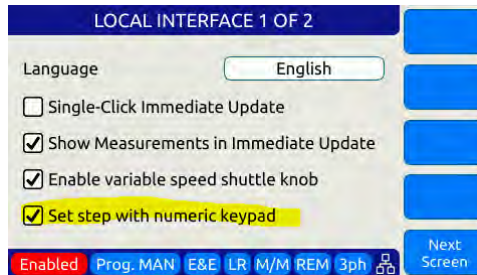 LOCAL INTERFACE 1 OF 2
Language English
Single-Click Immediate Update
Show Measurements in Immediate Update
Enable variable speed shuttle knob
Set step with numeric keypad
Enabled Prog. MAN E&E LR M/M REM 3ph
Next
Screen